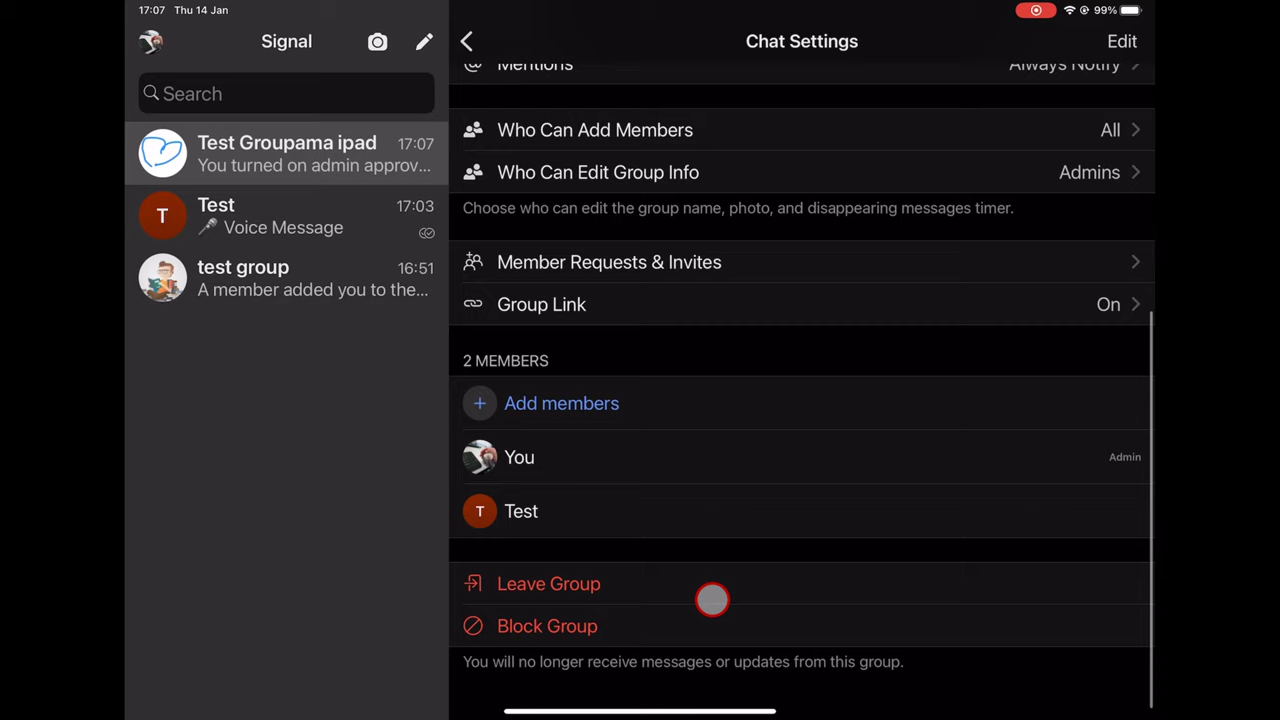 17:07 Thu 14 Jan
99%
Signal
Search
Test Groupama ipad 17:07
You turned on admin approv...
T
Test 17:03
Voice Message
test group 16:51
A member added you to the...
Chat Settings
Edit
Mentions Always Notify
Who Can Add Members All
Who Can Edit Group Info Admins
Choose who can edit the group name, photo, and disappearing messages timer.
Member Requests & Invites
Group Link On
2 MEMBERS
+ Add members
You Admin
T Test
Leave Group
Block Group
You will no longer receive messages or updates from this group.